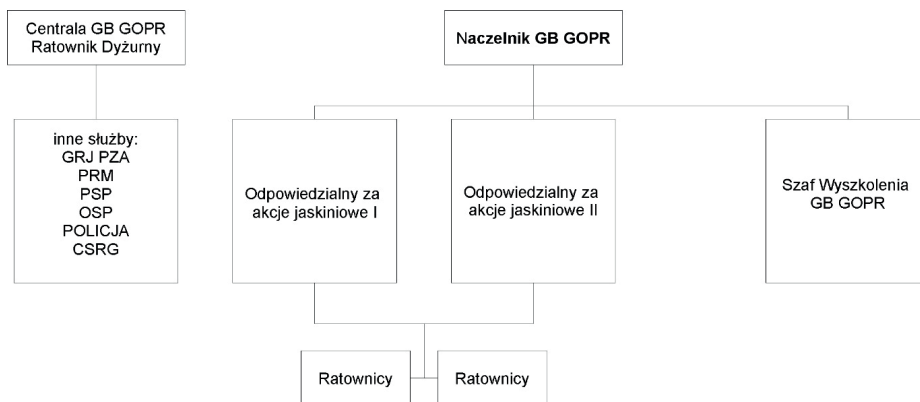 Centrala GB GOPR
Ratownik Dyżurny
Naczelnik GB GOPR
inne służby:
GRJ PZA
PRM
PSP
OSP
POLICJA
CSRG
Odpowiedzialny za
akcje jaskiniowe I
Odpowiedzialny za
akcje jaskiniowe II
Szaf Wyszkolenia
GB GOPR
Ratownicy
Ratownicy